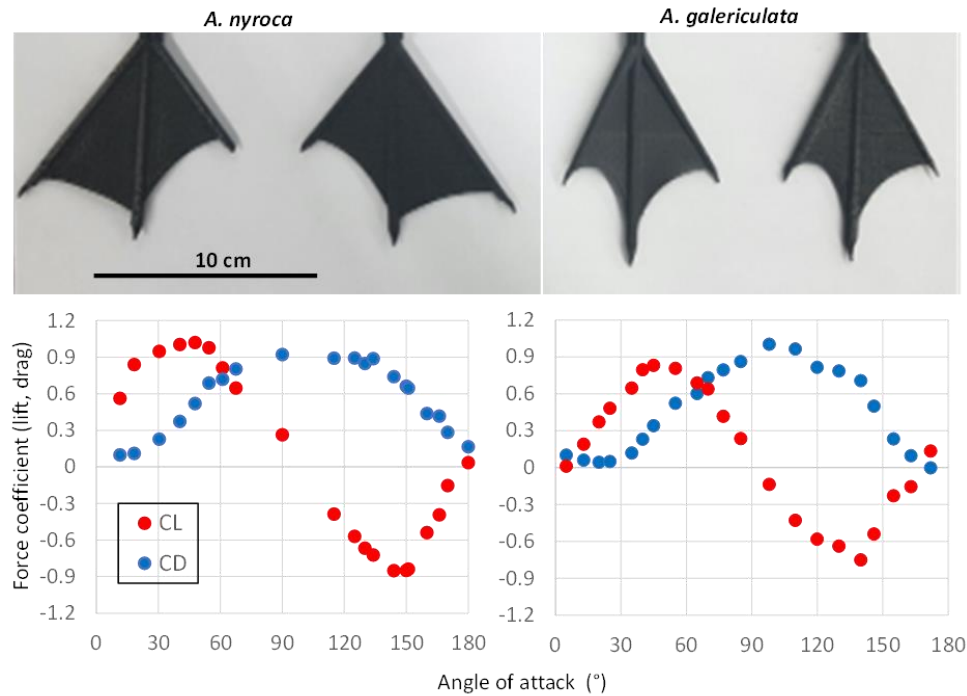 A. nyroca
A. galericulata
10 cm
Force coefficient (lift, drag)
1.2
0.9
0.6
0.3
0
-0.3
-0.6
-0.9
-1.2
CL
CD
0 30 60 90 120 150 180
1.2
0.9
0.6
0.3
0
-0.3
-0.6
-0.9
-1.2
0 30 60 90 120 150 180
Angle of attack (°)